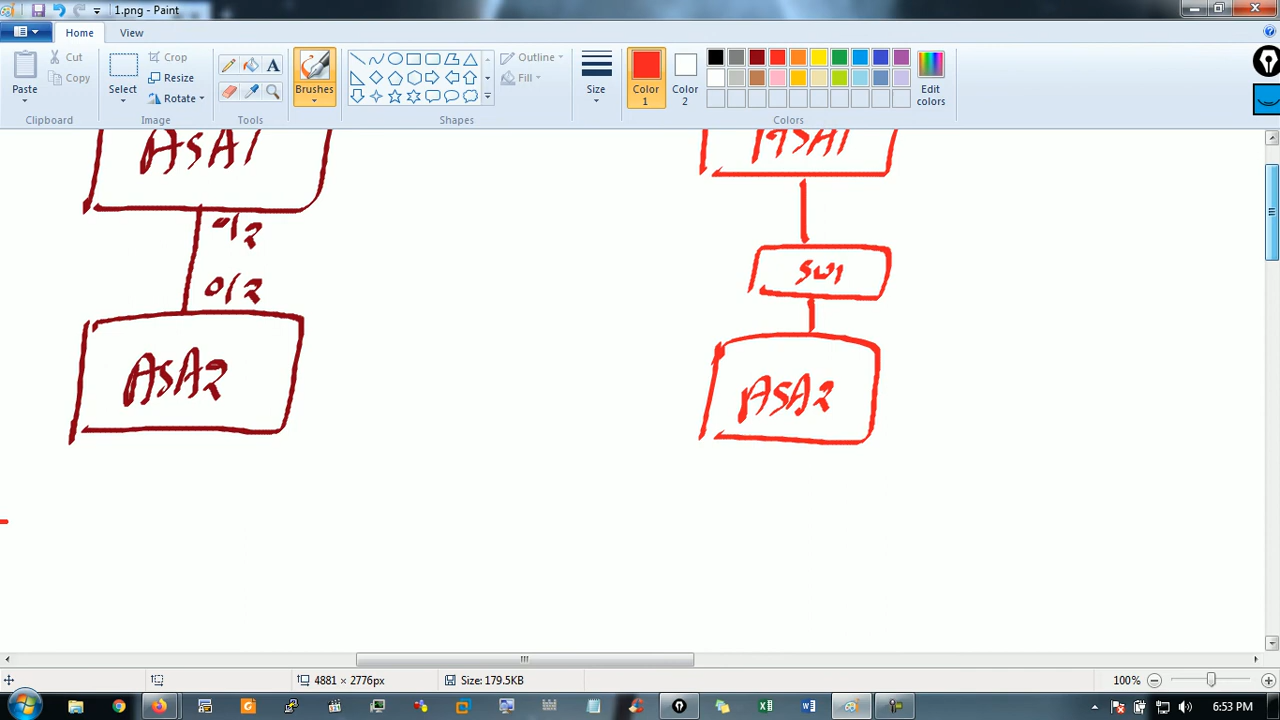 1.png - Paint
Home
View
Paste
Cut
Copy
Clipboard
Select
Crop
Resize
Rotate
Image
Tools
Brushes
Outline
Fill
Shapes
Size
Color 1
Color 2
Edit colors
Colors
ASA1
ASA1
0/2
0/2
SW1
ASA2
ASA2
4881 × 2776px
Size: 179.5KB
100%
6:53 PM